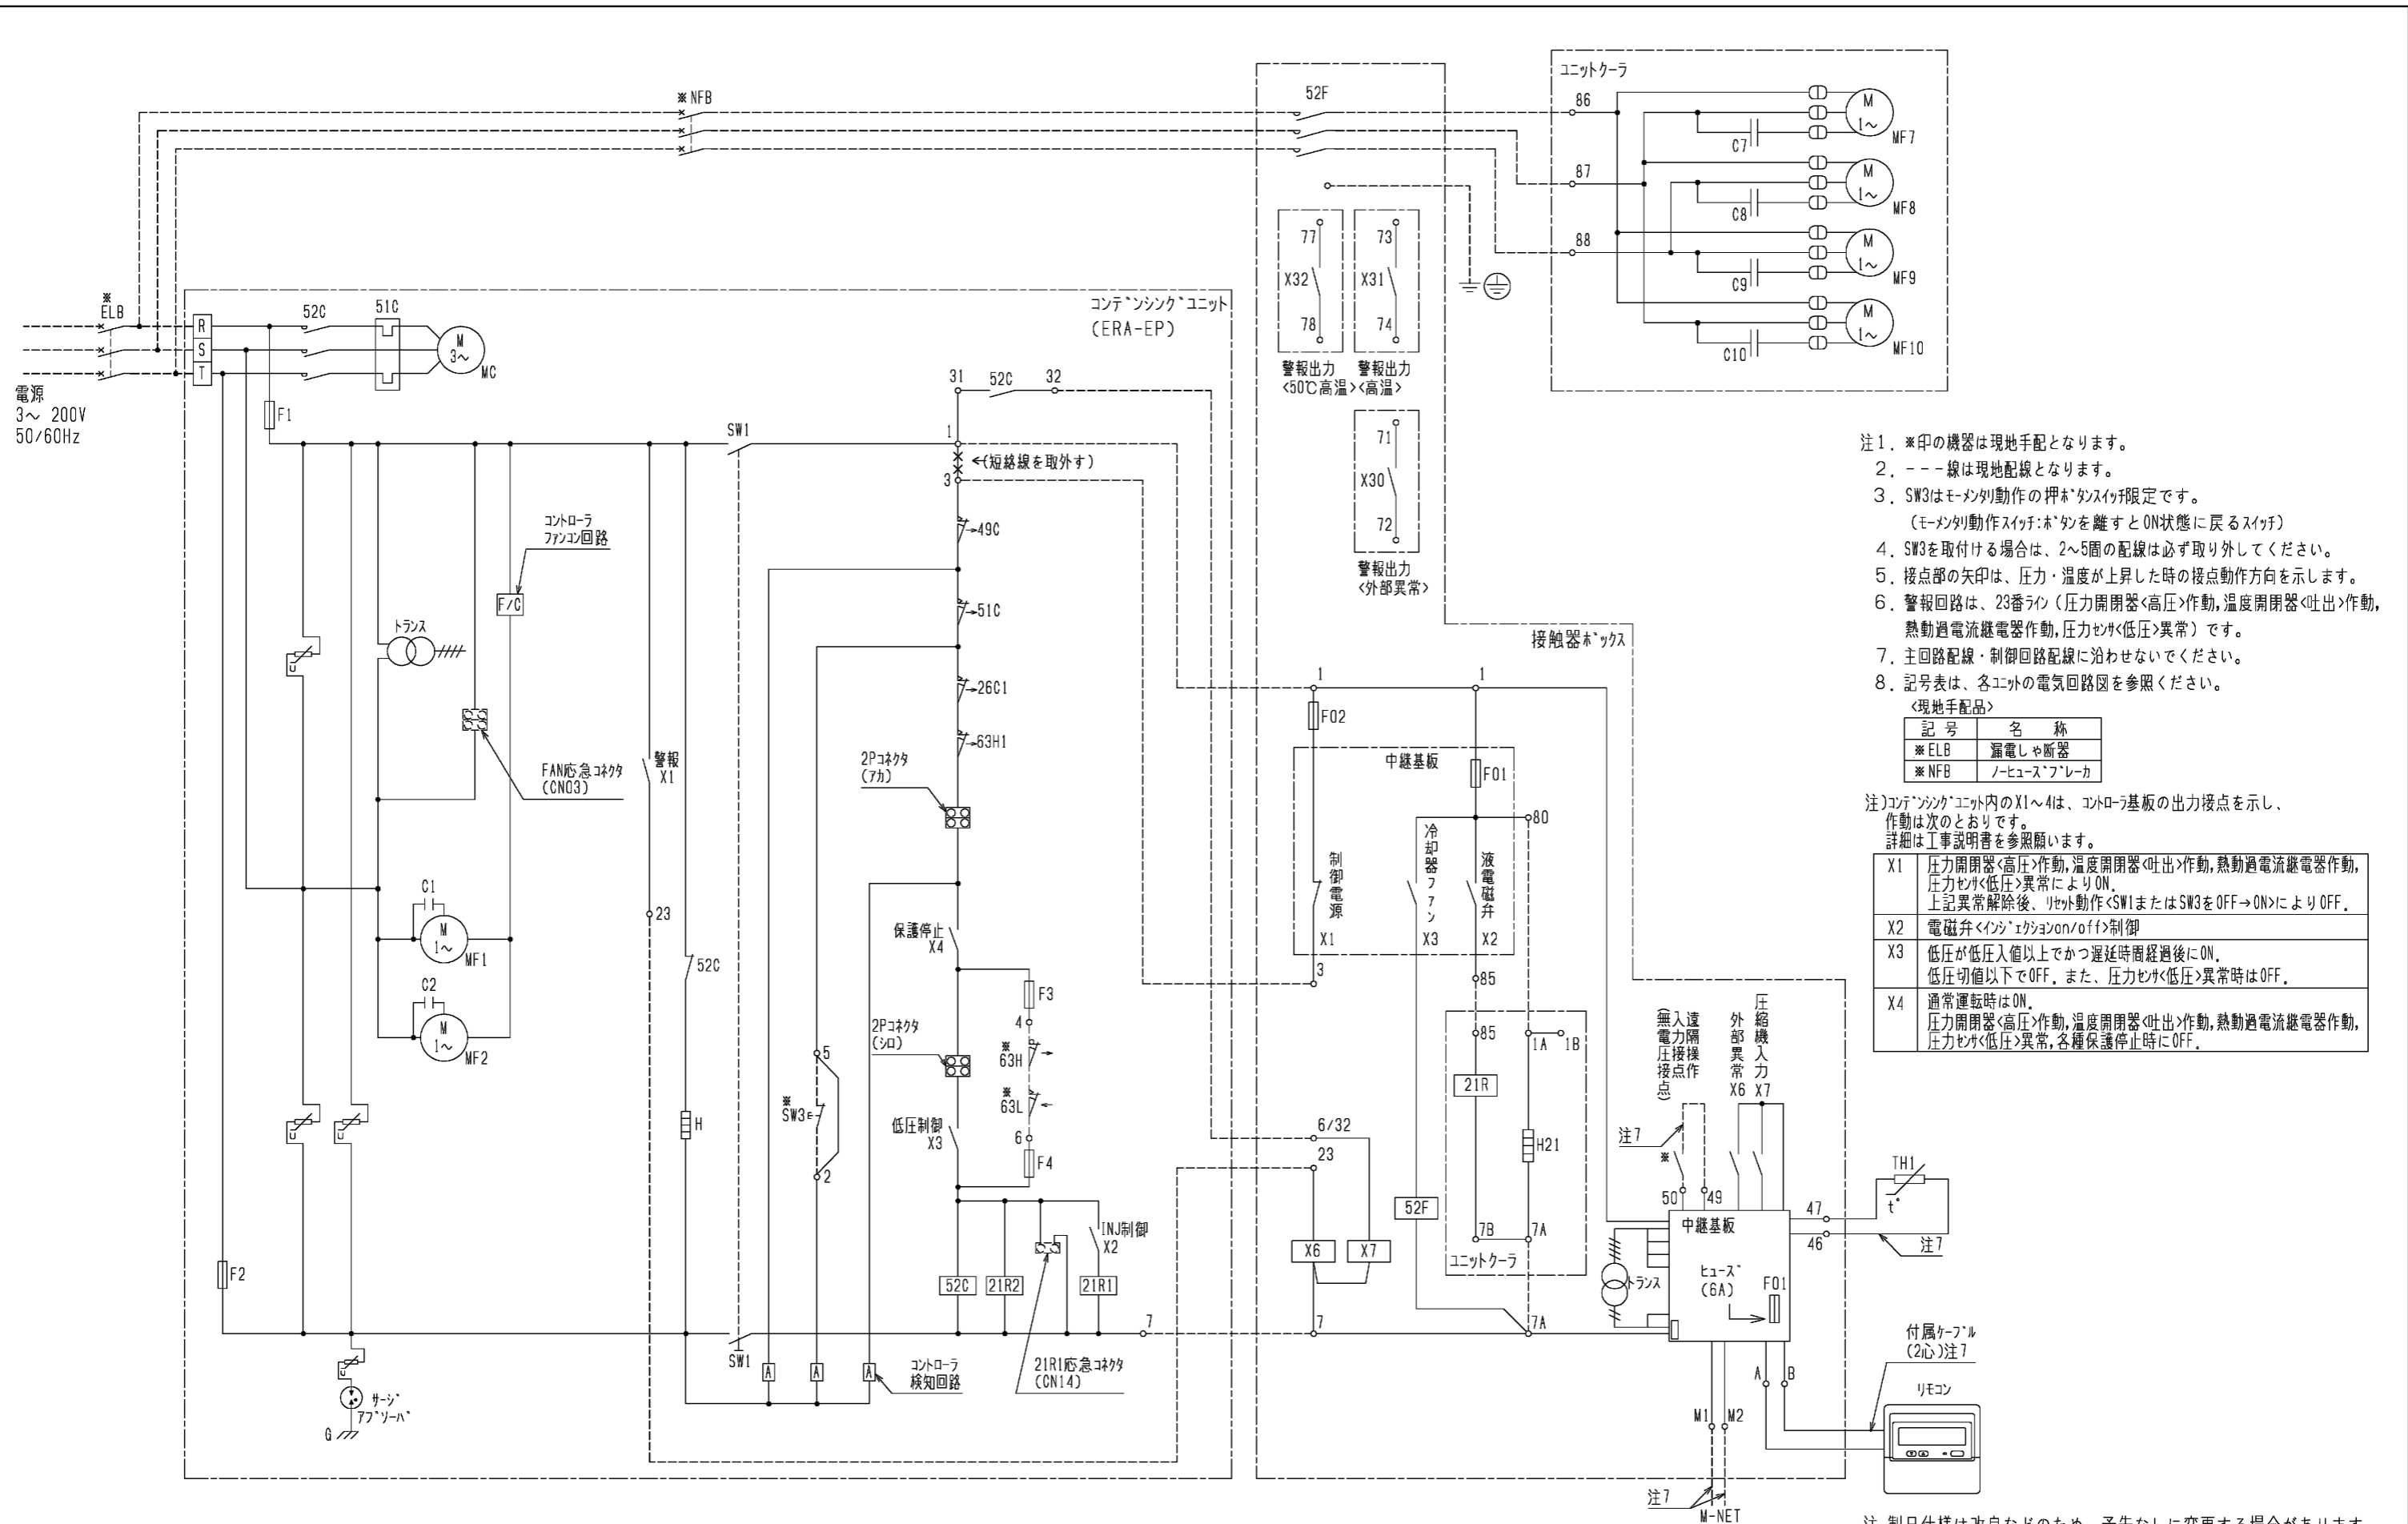 ※NFB
52F
ユニットクーラ
86
87
88
M
1～
MF7
C7
M
1～
MF8
C8
M
1～
MF9
C9
M
1～
MF10
C10
77
X32
78
警報出力
<50℃高温>
73
X31
74
警報出力
<高温>
71
X30
72
警報出力
<外部異常>
接触器ボックス
※
ELB
R
S
T
52C
51C
M
3～
MC
電源
3～ 200V
50/60Hz
コンデンシングユニット
(ERA-EP)
F1
SW1
31
52C
32
1
←(短絡線を取外す)
3
49C
51C
26C1
63H1
コントローラ
ファンコン回路
F/C
トランス
U
FAN応急コネクタ
(CN03)
警報
X1
23
2Pコネクタ
(アカ)
保護停止
X4
C1
M
1～
MF1
C2
M
1～
MF2
52C
H
2Pコネクタ
(シロ)
F3
4
※
63H
※
63L
6
F4
5
※
SW3
2
低圧制御
X3
U
U
INJ制御
X2
52C
21R2
21R1
F2
7
SW1
A
A
A
コントローラ
検知回路
21R1応急コネクタ
(CN14)
U
サージ
アブソーバ
G
1
1
F02
中継基板
F01
80
制御電源
X1
冷却器ファン
X3
液電磁弁
X2
3
85
85
1A
1B
21R
H21
7B
7A
ユニットクーラ
6/32
23
52F
X6
X7
7
7A
遠隔操作
入力接点
(無電圧接点)
外部異常
X6
圧縮機入力
X7
注7
※
50
49
中継基板
ヒューズ
(6A)
F01
トランス
47
46
TH1
t°
注7
A
B
M1
M2
注7
M-NET
付属ケーブル
(2心)注7
リモコン
注1. ※印の機器は現地手配となります。
2. ---線は現地配線となります。
3. SW3はモーメンタリ動作の押ボタンスイッチ限定です。
(モーメンタリ動作スイッチ:ボタンを離すとON状態に戻るスイッチ)
4. SW3を取付ける場合は、2～5間の配線は必ず取り外してください。
5. 接点部の矢印は、圧力・温度が上昇した時の接点動作方向を示します。
6. 警報回路は、23番ライン(圧力開閉器<高圧>作動,温度開閉器<吐出>作動,
熱動過電流継電器作動,圧力センサ<低圧>異常)です。
7. 主回路配線・制御回路配線に沿わせないでください。
8. 記号表は、各ユニットの電気回路図を参照ください。
<現地手配品>
記 号 名 称
※ELB 漏電しゃ断器
※NFB ノーヒューズブレーカ
注)コンデンシングユニット内のX1～4は、コントローラ基板の出力接点を示し、
作動は次のとおりです。
詳細は工事説明書を参照願います。
X1 圧力開閉器<高圧>作動,温度開閉器<吐出>作動,熱動過電流継電器作動,
圧力センサ<低圧>異常によりON.
上記異常解除後、リセット動作<SW1またはSW3をOFF→ON>によりOFF.
X2 電磁弁<インジェクションon/off>制御
X3 低圧が低圧入値以上でかつ遅延時間経過後にON.
低圧切値以下でOFF. また、圧力センサ<低圧>異常時はOFF.
X4 通常運転時はON.
圧力開閉器<高圧>作動,温度開閉器<吐出>作動,熱動過電流継電器作動,
圧力センサ<低圧>異常,各種保護停止時にOFF.